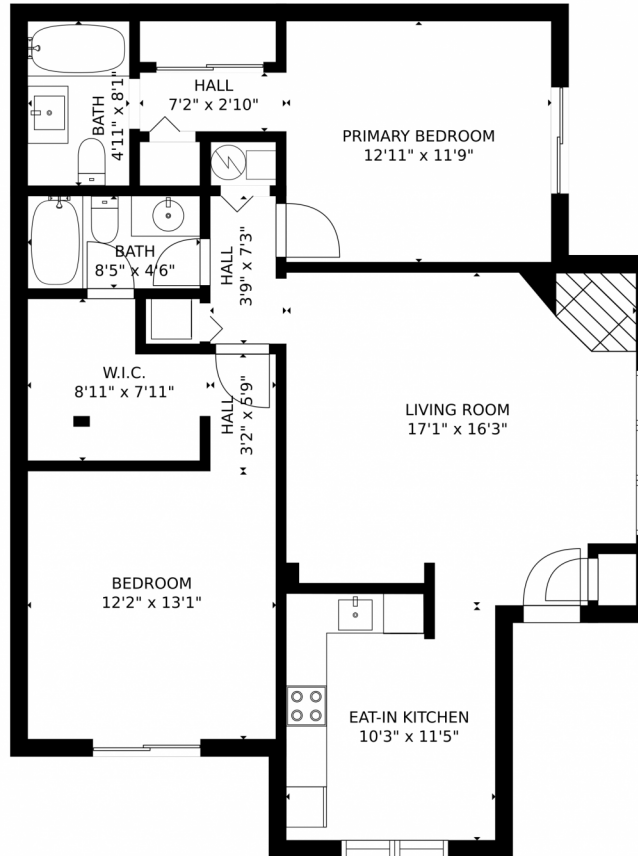 HALL
7'2" x 2'10"
BATH
4'11" x 8'1"
PRIMARY BEDROOM
12'11" x 11'9"
BATH
8'5" x 4'6"
HALL
3'9" x 7'3"
W.I.C.
8'11" x 7'11"
HALL
3'2" x 5'9"
LIVING ROOM
17'1" x 16'3"
BEDROOM
12'2" x 13'1"
EAT-IN KITCHEN
10'3" x 11'5"